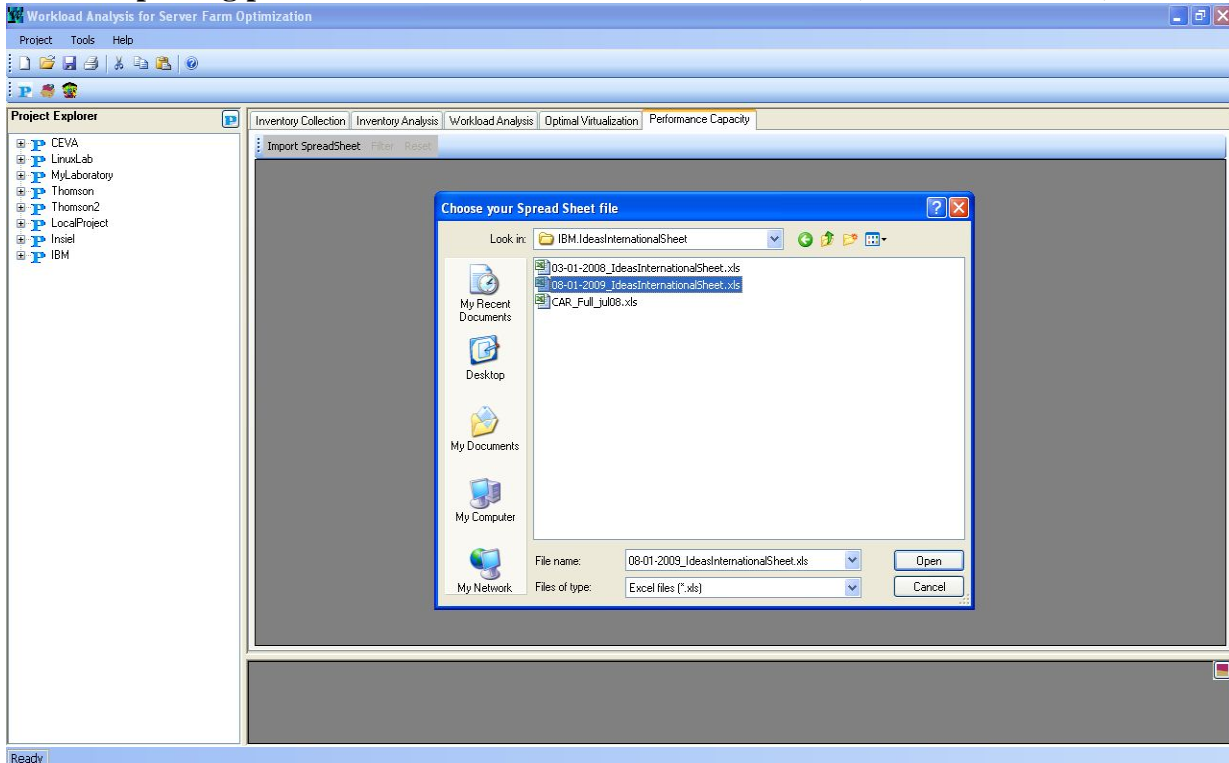 Workload Analysis for Server Farm Optimization
Project Tools Help
Project Explorer
CEVA
LinuxLab
MyLaboratory
Thomson
Thomson2
LocalProject
Insiel
IBM
Inventory Collection Inventory Analysis Workload Analysis Optimal Virtualization Performance Capacity
Import SpreadSheet Filter Reset
Choose your Spread Sheet file
Look in: IBM.IdeasInternationalSheet
My Recent Documents
Desktop
My Documents
My Computer
My Network
03-01-2008_IdeasInternationalSheet.xls
08-01-2009_IdeasInternationalSheet.xls
CAR_Full_jul08.xls
File name: 08-01-2009_IdeasInternationalSheet.xls Open
Files of type: Excel files (*.xls) Cancel
Ready